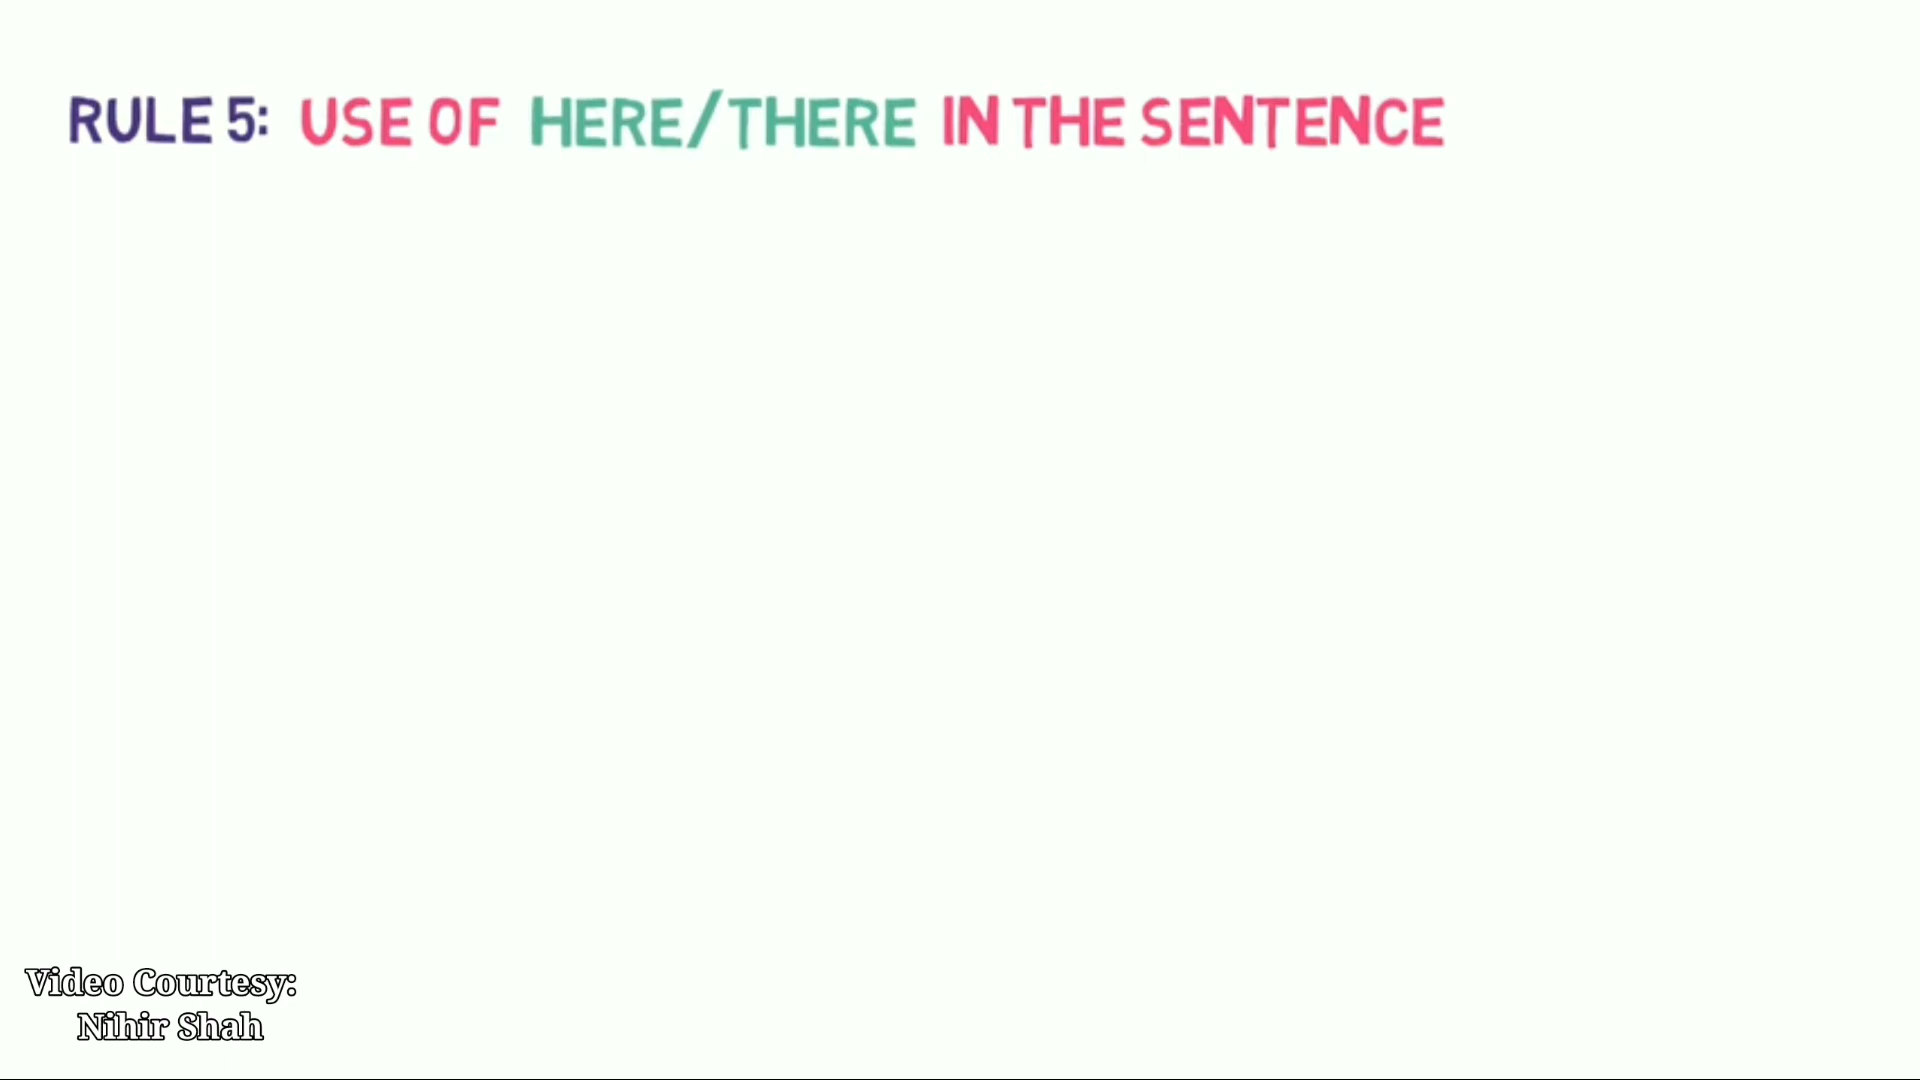 RULE 5: USE OF HERE/THERE IN THE SENTENCE
Video Courtesy:
Nihir Shah